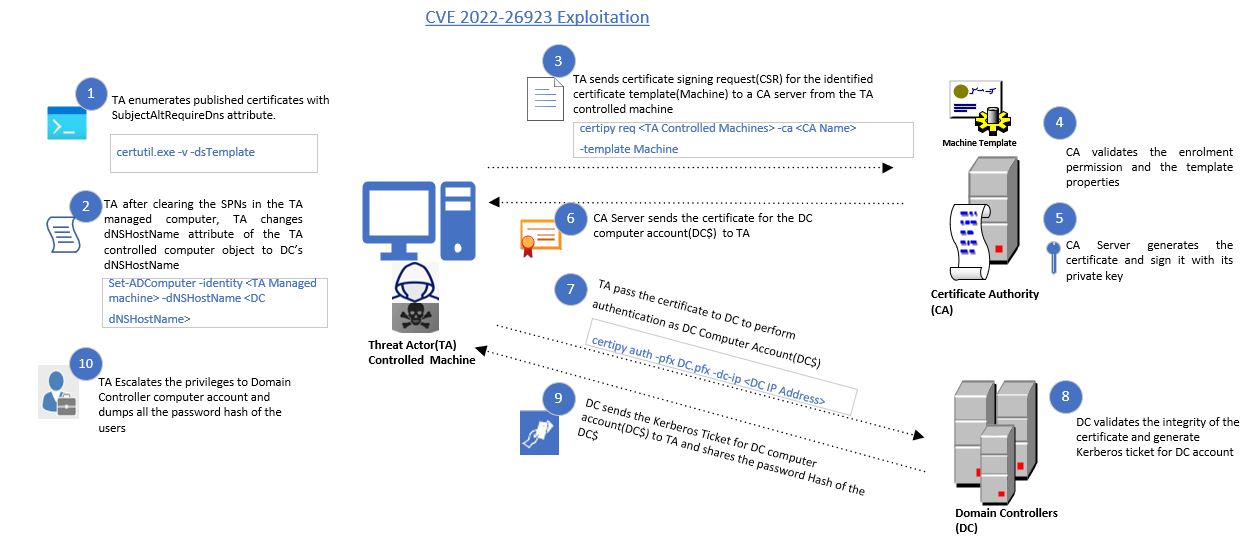 CVE 2022-26923 Exploitation
1
TA enumerates published certificates with
SubjectAltRequireDns attribute.
certutil.exe -v -dsTemplate
2
TA after clearing the SPNs in the TA
managed computer, TA changes
dNSHostName attribute of the TA
controlled computer object to DC’s
dNSHostName
Set-ADComputer -identity <TA Managed
machine> -dNSHostName <DC
dNSHostName>
10
TA Escalates the privileges to Domain
Controller computer account and
dumps all the password hash of the
users
Threat Actor(TA)
Controlled Machine
3
TA sends certificate signing request(CSR) for the identified
certificate template(Machine) to a CA server from the TA
controlled machine
certipy req <TA Controlled Machines> -ca <CA Name>
-template Machine
6
CA Server sends the certificate for the DC
computer account(DC$) to TA
7
TA pass the certificate to DC to perform
authentication as DC Computer Account(DC$)
certipy auth -pfx DC.pfx -dc-ip <DC IP Address>
9
DC sends the Kerberos Ticket for DC computer
account(DC$) to TA and shares the password Hash of the
DC$
Machine Template
4
CA validates the enrolment
permission and the template
properties
5
CA Server generates the
certificate and sign it with its
private key
Certificate Authority
(CA)
8
DC validates the integrity of the
certificate and generate
Kerberos ticket for DC account
Domain Controllers
(DC)